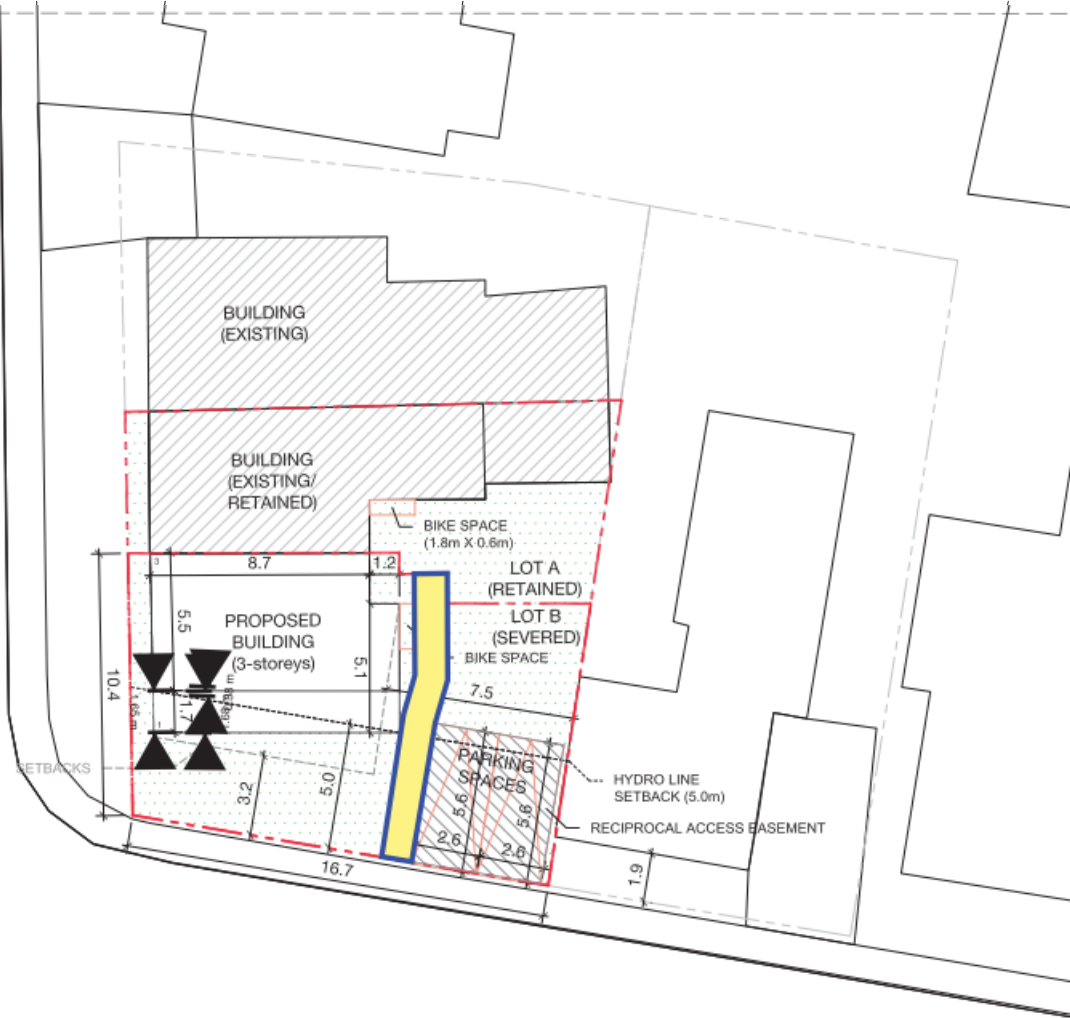 BUILDING
(EXISTING)
BUILDING
(EXISTING/
RETAINED)
BIKE SPACE
(1.8m X 0.6m)
3
8.7
1.2
LOT A
(RETAINED)
LOT B
(SEVERED)
5.5
PROPOSED
BUILDING
(3-storeys)
BIKE SPACE
5.1
10.4
7.5
1.65 m
1.7
PARKING
SPACES
SETBACKS
HYDRO LINE
SETBACK (5.0m)
3.2
5.0
5.6
5.6
RECIPROCAL ACCESS EASEMENT
2.6
2.6
16.7
1.9